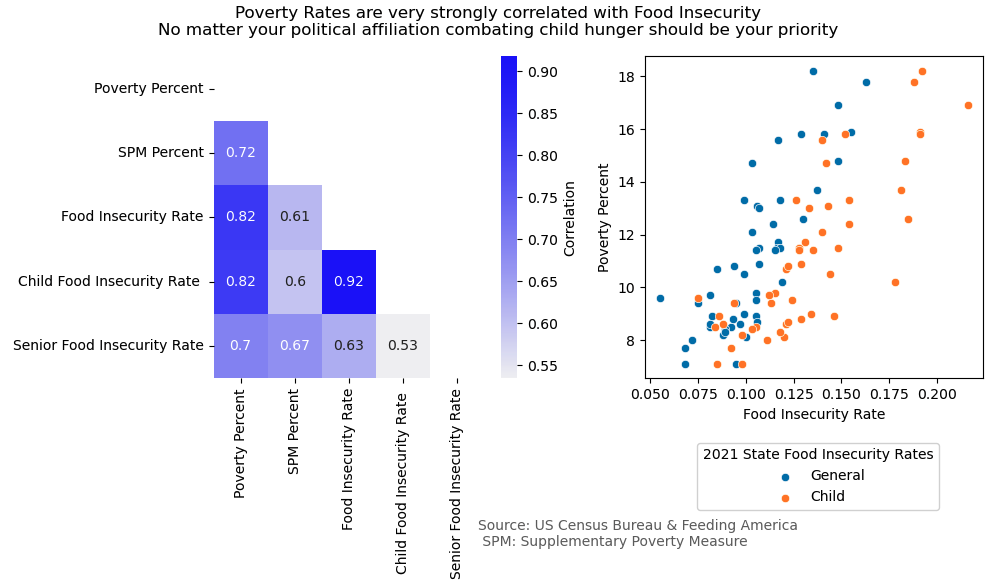 Poverty Rates are very strongly correlated with Food Insecurity
No matter your political affiliation combating child hunger should be your priority
Poverty Percent
SPM Percent
Food Insecurity Rate
Child Food Insecurity Rate
Senior Food Insecurity Rate
0.72
0.82 0.61
0.82 0.6 0.92
0.7 0.67 0.63 0.53
Poverty Percent
SPM Percent
Food Insecurity Rate
Child Food Insecurity Rate
Senior Food Insecurity Rate
0.90
0.85
0.80
0.75
0.70
0.65
0.60
0.55
Correlation
Poverty Percent
18
16
14
12
10
8
0.050 0.075 0.100 0.125 0.150 0.175 0.200
Food Insecurity Rate
2021 State Food Insecurity Rates
General
Child
Source: US Census Bureau & Feeding America
SPM: Supplementary Poverty Measure